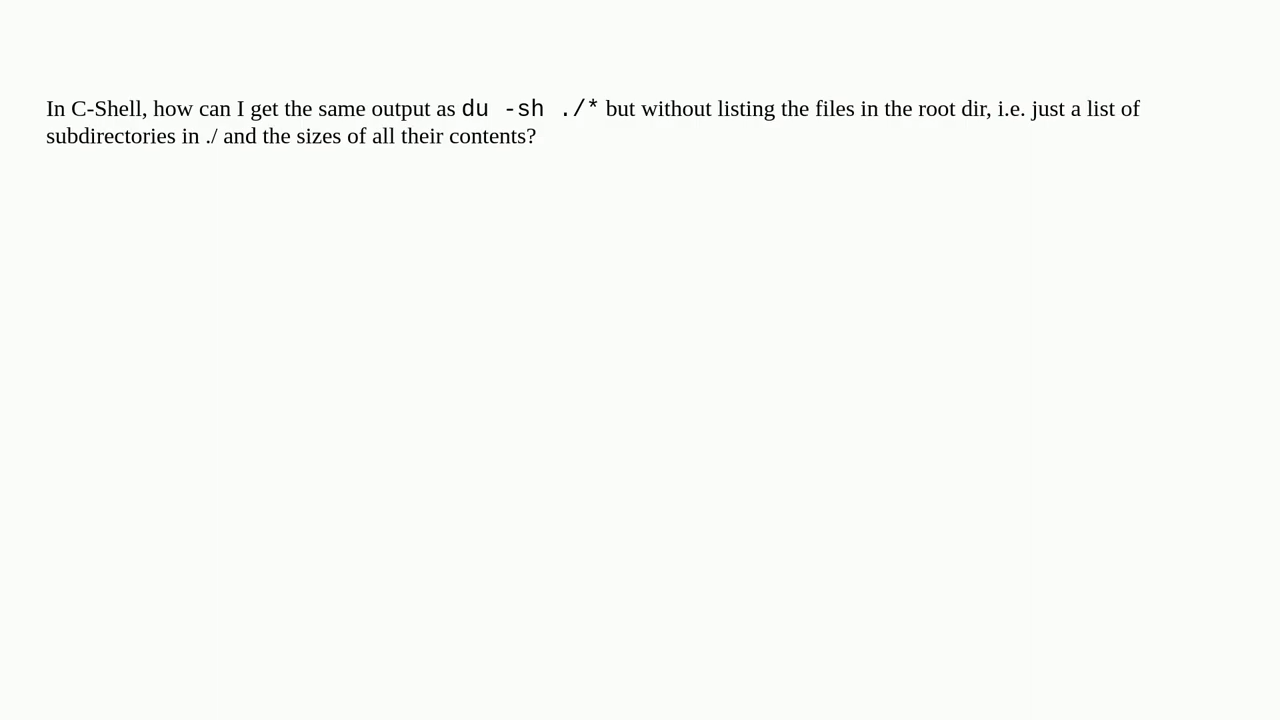 In C-Shell, how can I get the same output as du -sh ./* but without listing the files in the root dir, i.e. just a list of
subdirectories in ./ and the sizes of all their contents?